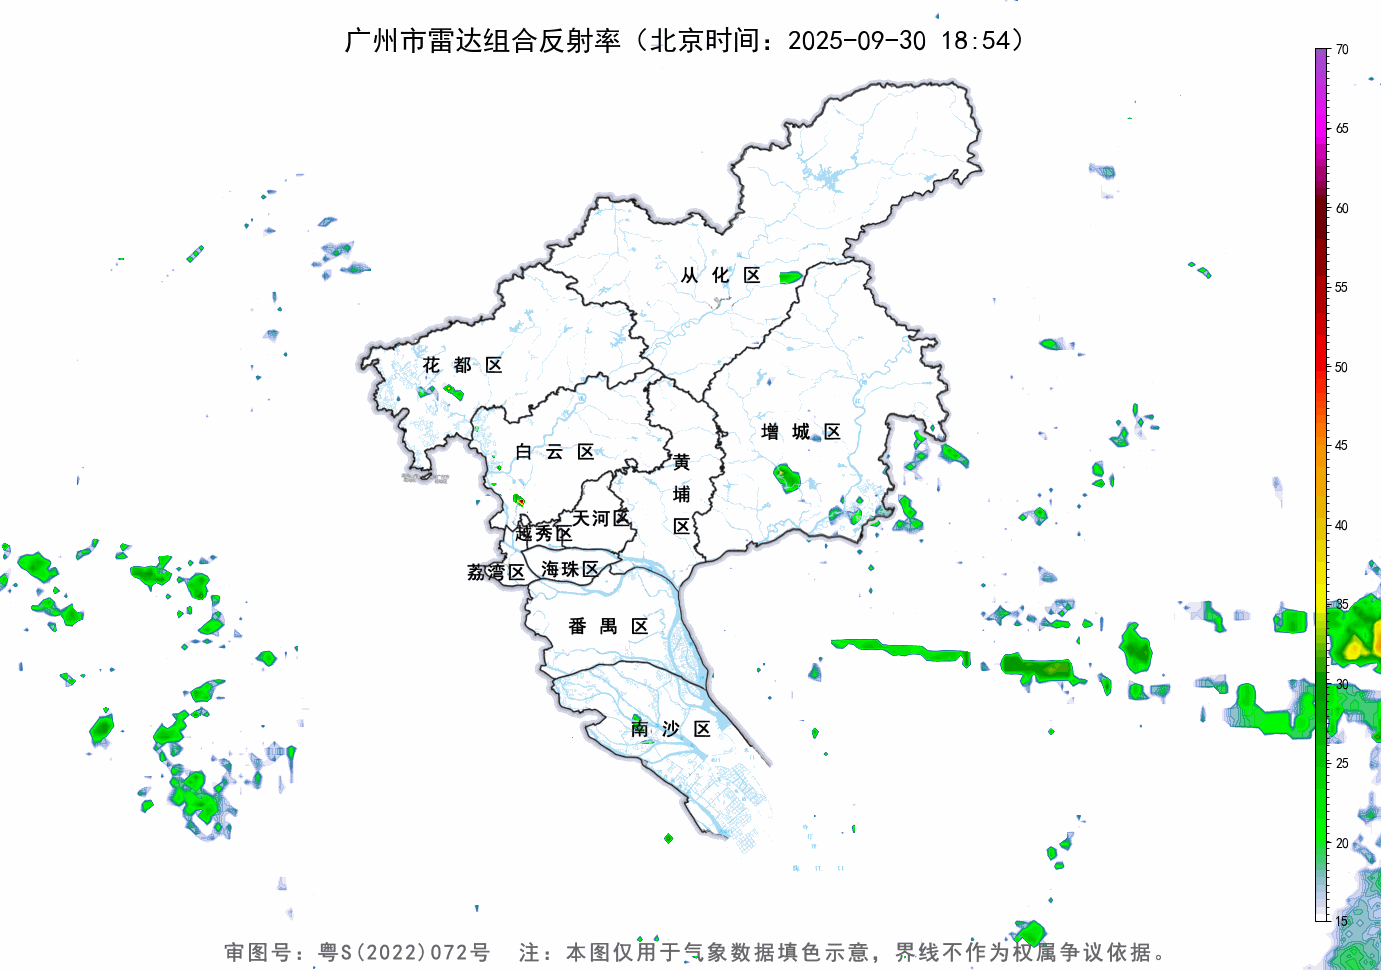 广州市雷达组合反射率（北京时间：2025-09-30 18:54）
70
65
60
55
50
45
40
35
30
25
20
15
从化区
花都区
增城区
白云区
黄埔区
天河区
越秀区
荔湾区
海珠区
番禺区
南沙区
审图号：粤S(2022)072号 注：本图仅用于气象数据填色示意，界线不作为权属争议依据。